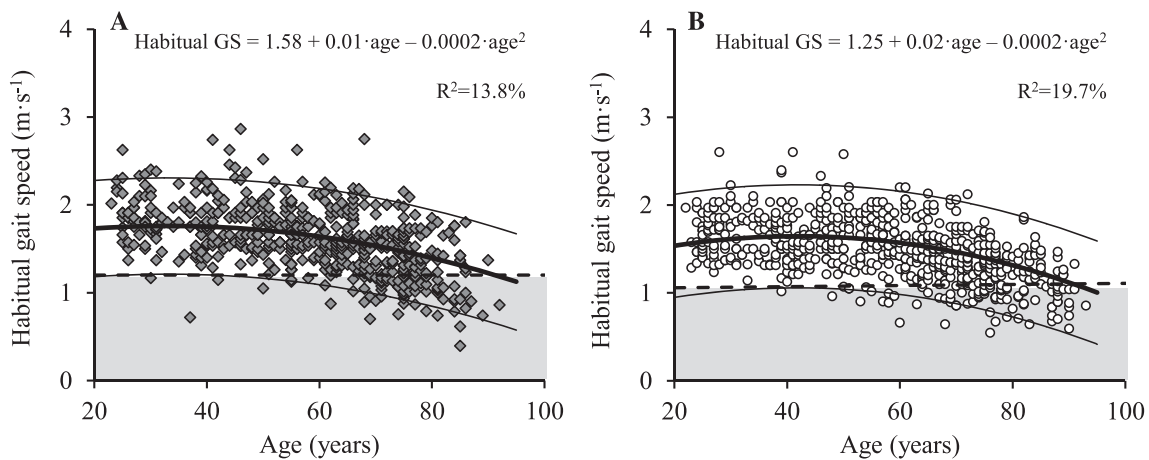 A
Habitual GS = 1.58 + 0.01·age – 0.0002·age²
R²=13.8%
Habitual gait speed (m·s⁻¹)
4
3
2
1
0
20 40 60 80 100
Age (years)
B
Habitual GS = 1.25 + 0.02·age – 0.0002·age²
R²=19.7%
Habitual gait speed (m·s⁻¹)
4
3
2
1
0
20 40 60 80 100
Age (years)